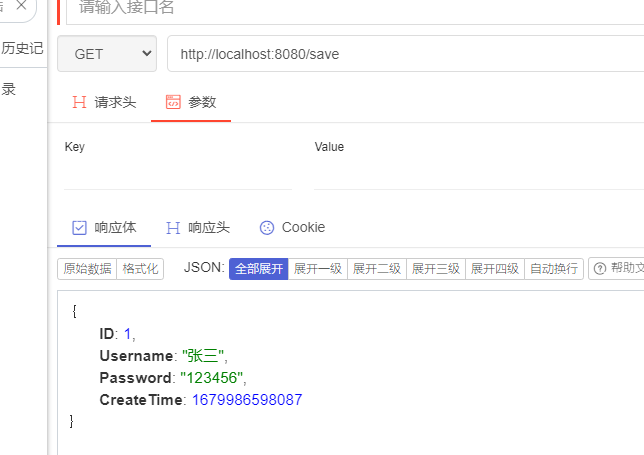 请输入接口名
历史记
GET
http://localhost:8080/save
录
请求头
参数
Key
Value
响应体
响应头
Cookie
原始数据
格式化
JSON:
全部展开
展开一级
展开二级
展开三级
展开四级
自动换行
帮助文
{
ID: 1,
Username: "张三",
Password: "123456",
CreateTime: 1679986598087
}